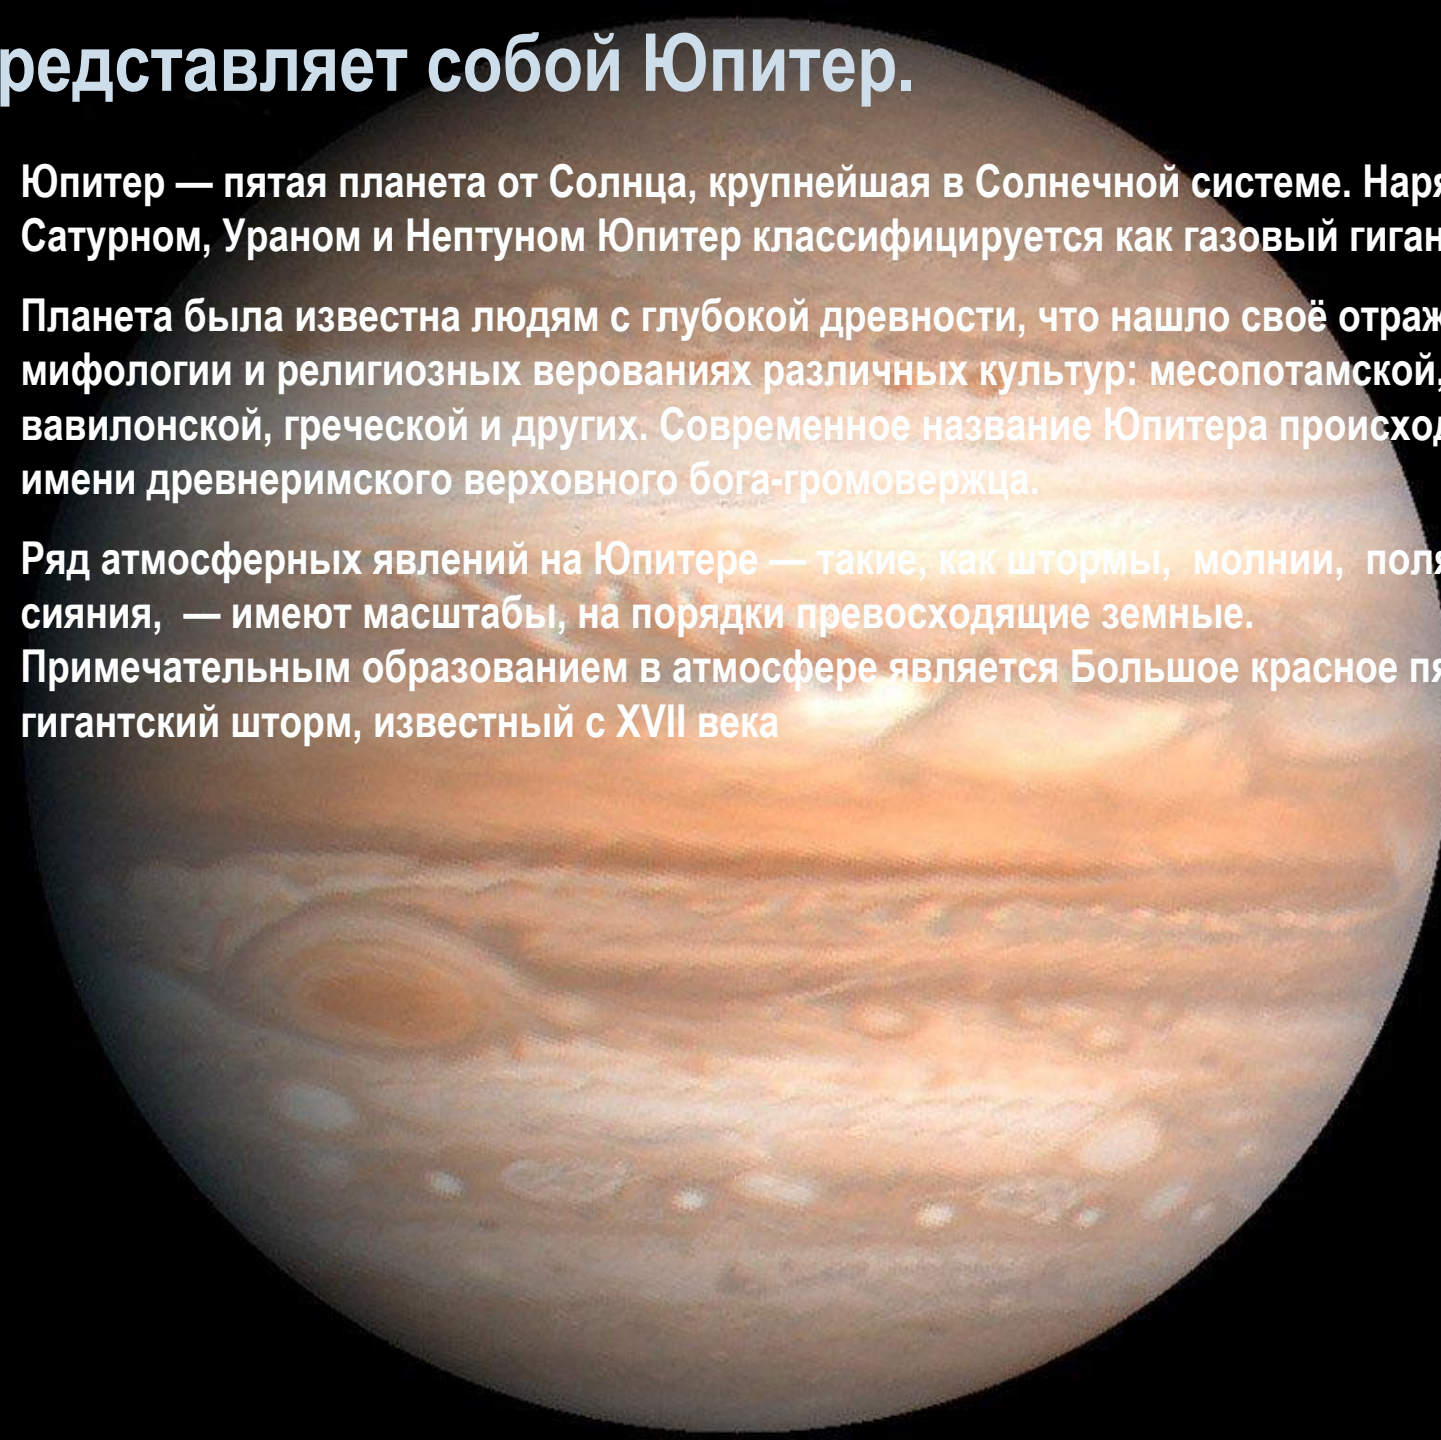 редставляет собой Юпитер.
Юпитер — пятая планета от Солнца, крупнейшая в Солнечной системе. Наря
Сатурном, Ураном и Нептуном Юпитер классифицируется как газовый гиган
Планета была известна людям с глубокой древности, что нашло своё отраж
мифологии и религиозных верованиях различных культур: месопотамской,
вавилонской, греческой и других. Современное название Юпитера происход
имени древнеримского верховного бога-громовержца.
Ряд атмосферных явлений на Юпитере — такие, как штормы, молнии, поля
сияния, — имеют масштабы, на порядки превосходящие земные.
Примечательным образованием в атмосфере является Большое красное пя
гигантский шторм, известный с XVII века